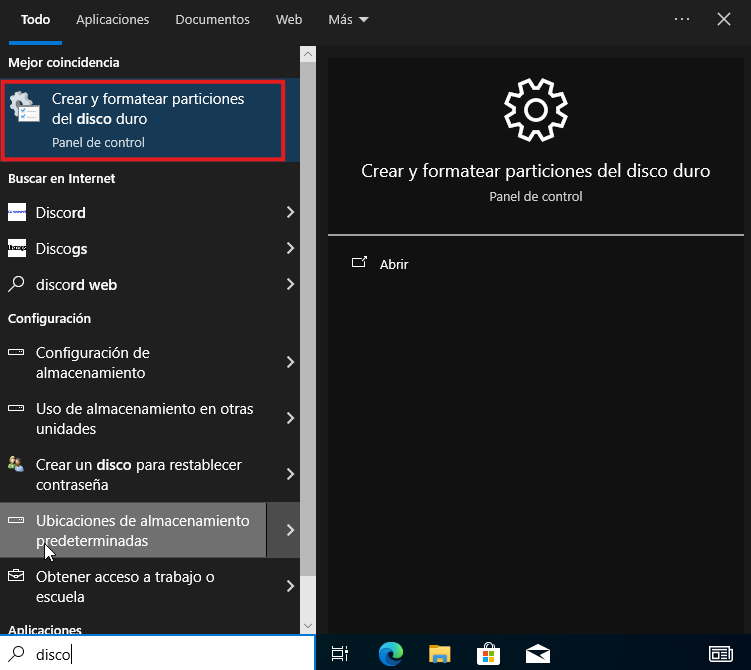 Todo Aplicaciones Documentos Web Más ...
Mejor coincidencia
Crear y formatear particiones
del disco duro
Panel de control
Buscar en Internet
Discord
Discogs
discord web
Configuración
Configuración de
almacenamiento
Uso de almacenamiento en otras
unidades
Crear un disco para restablecer
contraseña
Ubicaciones de almacenamiento
predeterminadas
Obtener acceso a trabajo o
escuela
Aplicaciones
disco
Crear y formatear particiones del disco duro
Panel de control
Abrir